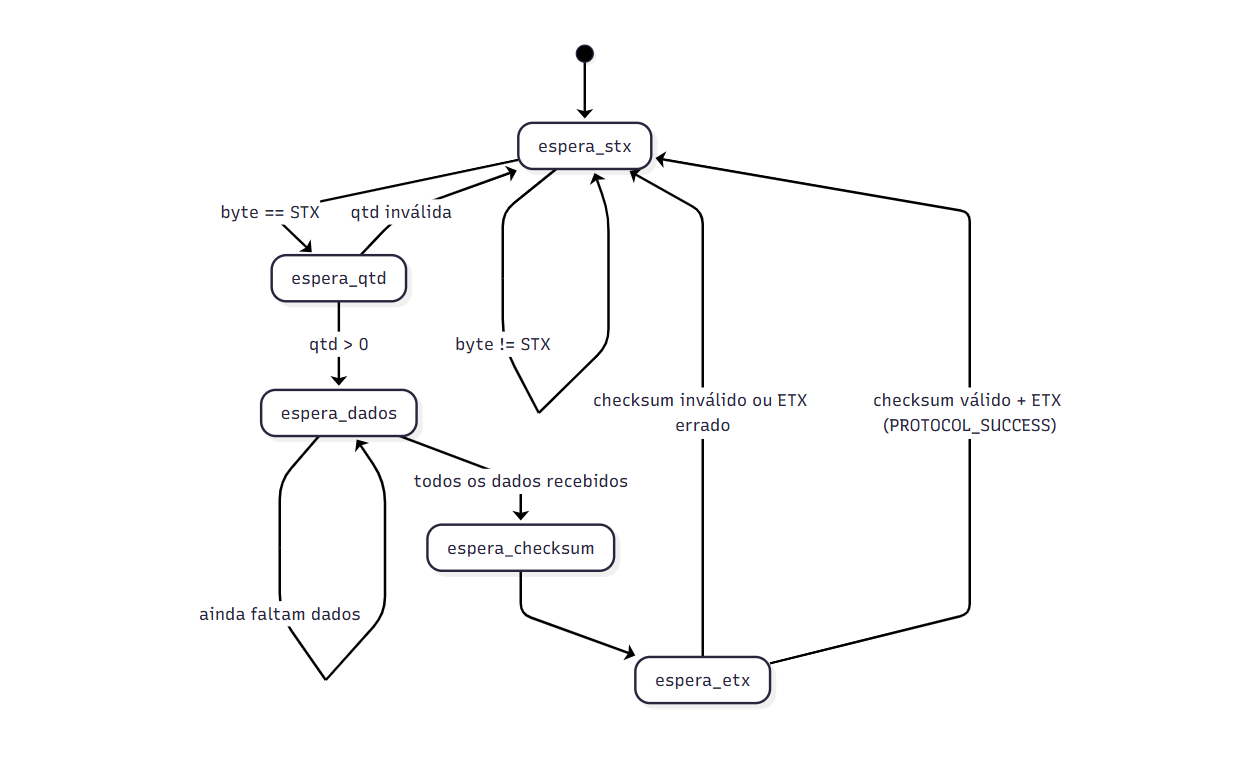 espera_stx
byte == STX
qtd inválida
espera_qtd
qtd > 0
byte != STX
espera_dados
checksum inválido ou ETX
errado
checksum válido + ETX
(PROTOCOL_SUCCESS)
todos os dados recebidos
espera_checksum
ainda faltam dados
espera_etx